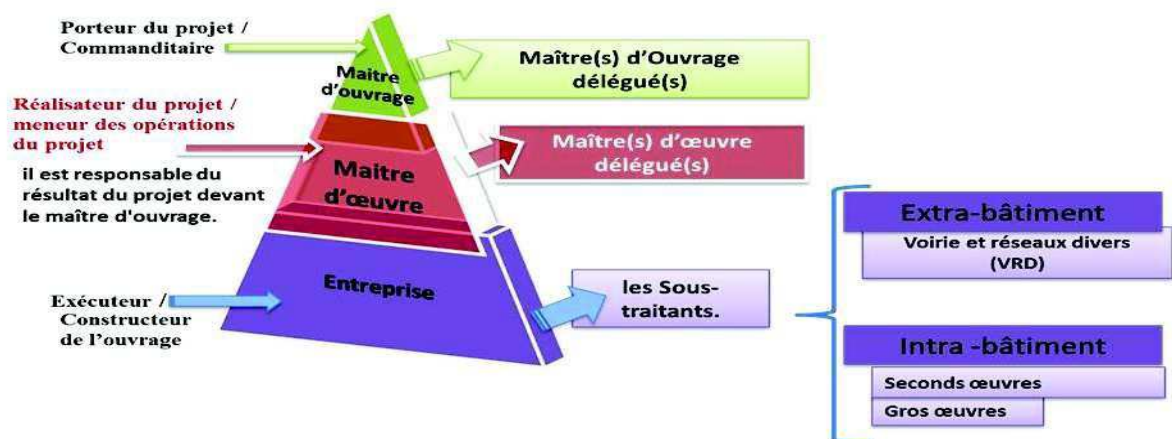 Porteur du projet /
Commanditaire
Maitre
d'ouvrage
Maître(s) d'Ouvrage
délégué(s)
Réalisateur du projet /
meneur des opérations
du projet
il est responsable du
résultat du projet devant
le maître d'ouvrage.
Maitre
d'œuvre
Maître(s) d'œuvre
délégué(s)
Exécuteur /
Constructeur
de l'ouvrage
Entreprise
les Sous-
traitants.
Extra-bâtiment
Voirie et réseaux divers
(VRD)
Intra -bâtiment
Seconds œuvres
Gros œuvres